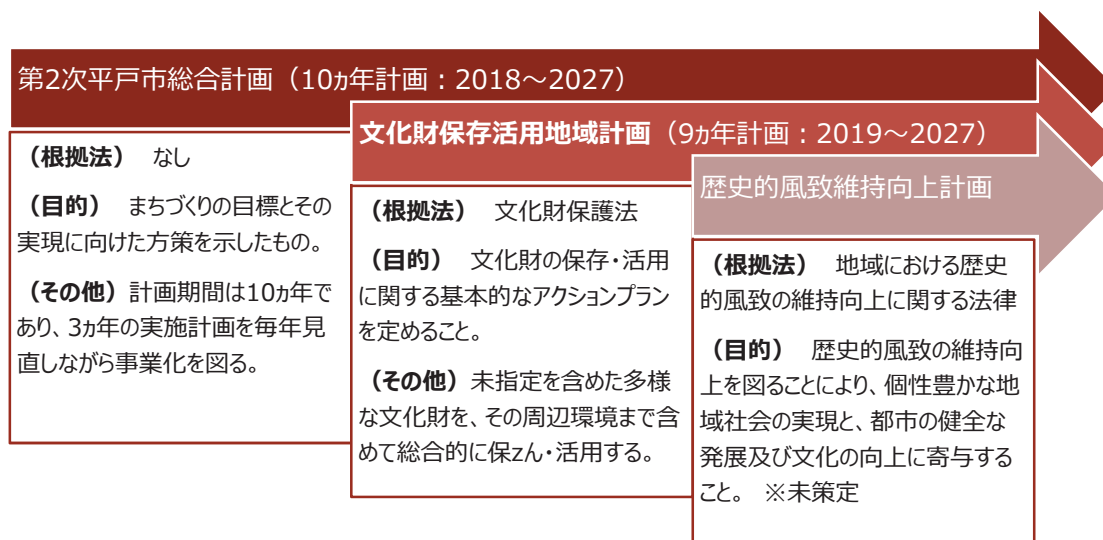 第2次平戸市総合計画（10ヵ年計画：2018～2027）
（根拠法）　なし
（目的）　まちづくりの目標とその
実現に向けた方策を示したもの。
（その他）計画期間は10ヵ年で
あり、3ヵ年の実施計画を毎年見
直しながら事業化を図る。
文化財保存活用地域計画（9ヵ年計画：2019～2027）
（根拠法）　文化財保護法
（目的）　文化財の保存・活用
に関する基本的なアクションプラン
を定めること。
（その他）未指定を含めた多様
な文化財を、その周辺環境まで含
めて総合的に保zん・活用する。
歴史的風致維持向上計画
（根拠法）　地域における歴史
的風致の維持向上に関する法律
（目的）　歴史的風致の維持向
上を図ることにより、個性豊かな地
域社会の実現と、都市の健全な
発展及び文化の向上に寄与する
こと。　※未策定